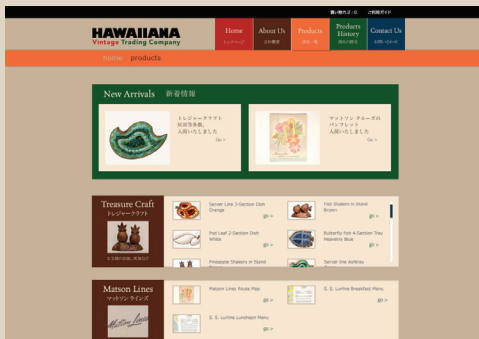 買い物カゴ : 0 ご利用ガイド
HAWAIIANA
Vintage Trading Company
Home
トップページ
About Us
会社概要
Products
商品一覧
Products History
商品の歴史
Contact Us
お問い合わせ
home products
New Arrivals 新着情報
トレジャークラフト
灰皿等多数、
入荷いたしました
Go >
マットソン クルーズの
パンフレット
入荷いたしました
Go >
Treasure Craft
トレジャークラフト
Server Line 3-Section Dish
Orange
go >
Fish Shakers in Stand
Brown
go >
Pod Leaf 2-Section Dish
White
go >
Butterfly Fish 4-Section Tray
Heavenly Blue
go >
Pineapple Shakers in Stand
Server line Ashtray
Matson Lines
マットソン ラインズ
Matson Lines
Matson Lines Route Map
go >
S. S. Lurline Breakfast Menu
go >
S. S. Lurline Luncheon Menu
go >